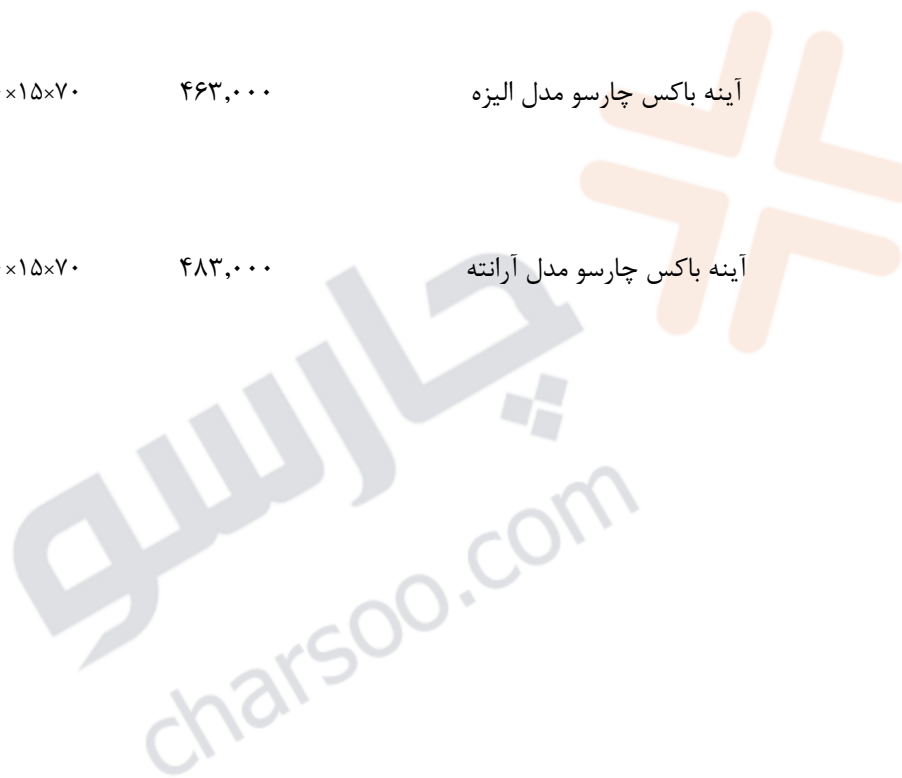 آینه باکس چارسو مدل الیزه ۴۶۳,۰۰۰ ×۱۵×۷۰
آینه باکس چارسو مدل آرانته ۴۸۳,۰۰۰ ×۱۵×۷۰
چارسو
charsoo.com